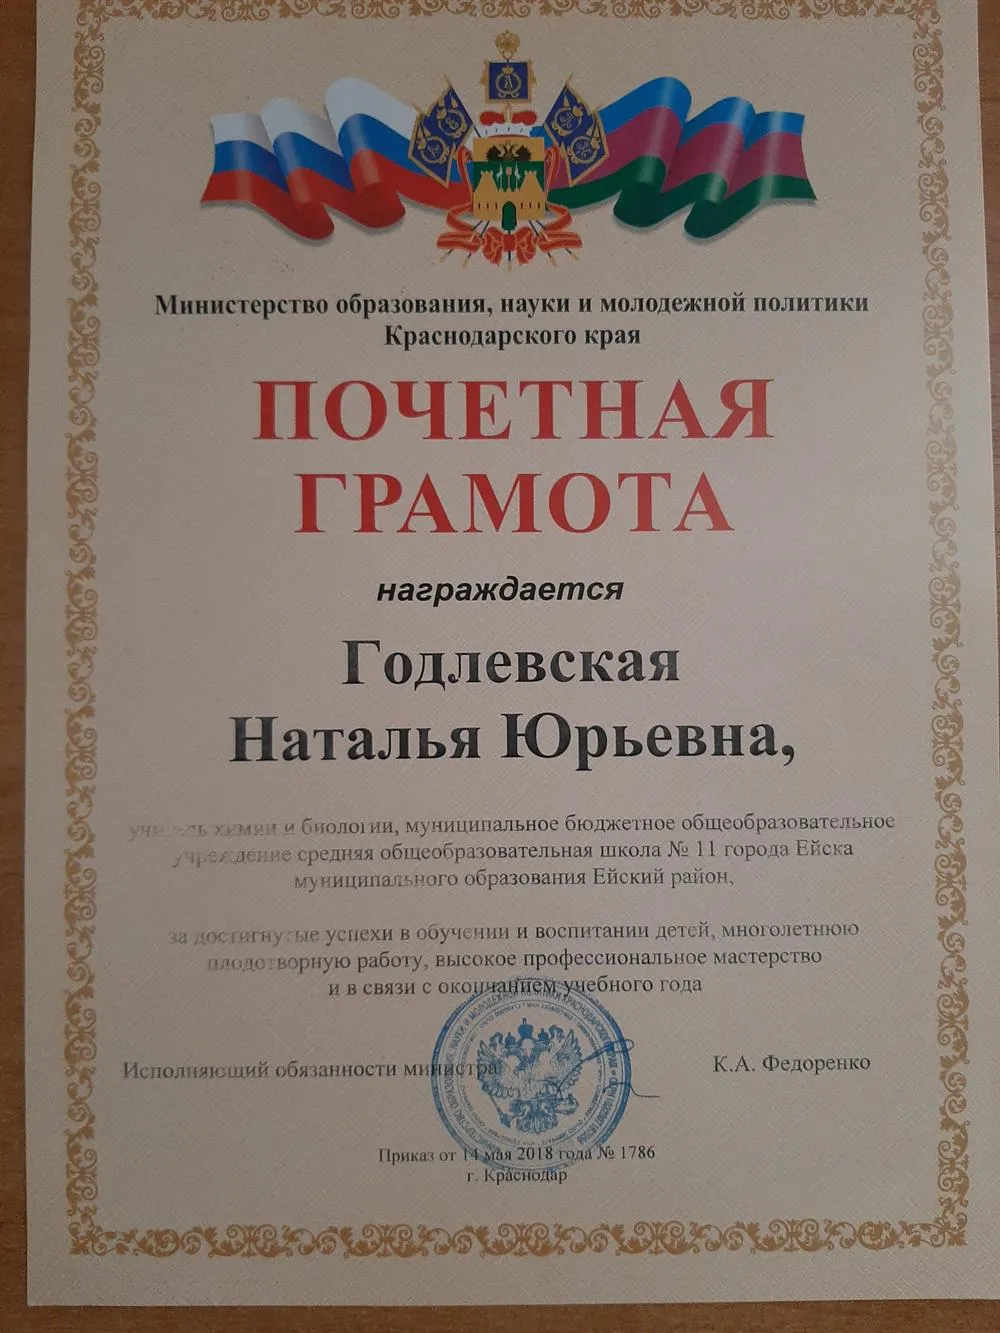 Министерство образования, науки и молодежной политики
Краснодарского края
ПОЧЕТНАЯ
ГРАМОТА
награждается
Годлевская
Наталья Юрьевна,
учитель химии и биологии, муниципальное бюджетное общеобразовательное
учреждение средняя общеобразовательная школа № 11 города Ейска
муниципального образования Ейский район,
за достигнутые успехи в обучении и воспитании детей, многолетнюю
плодотворную работу, высокое профессиональное мастерство
и в связи с окончанием учебного года
Исполняющий обязанности министра
К.А. Федоренко
Приказ от 14 мая 2018 года № 1786
г. Краснодар